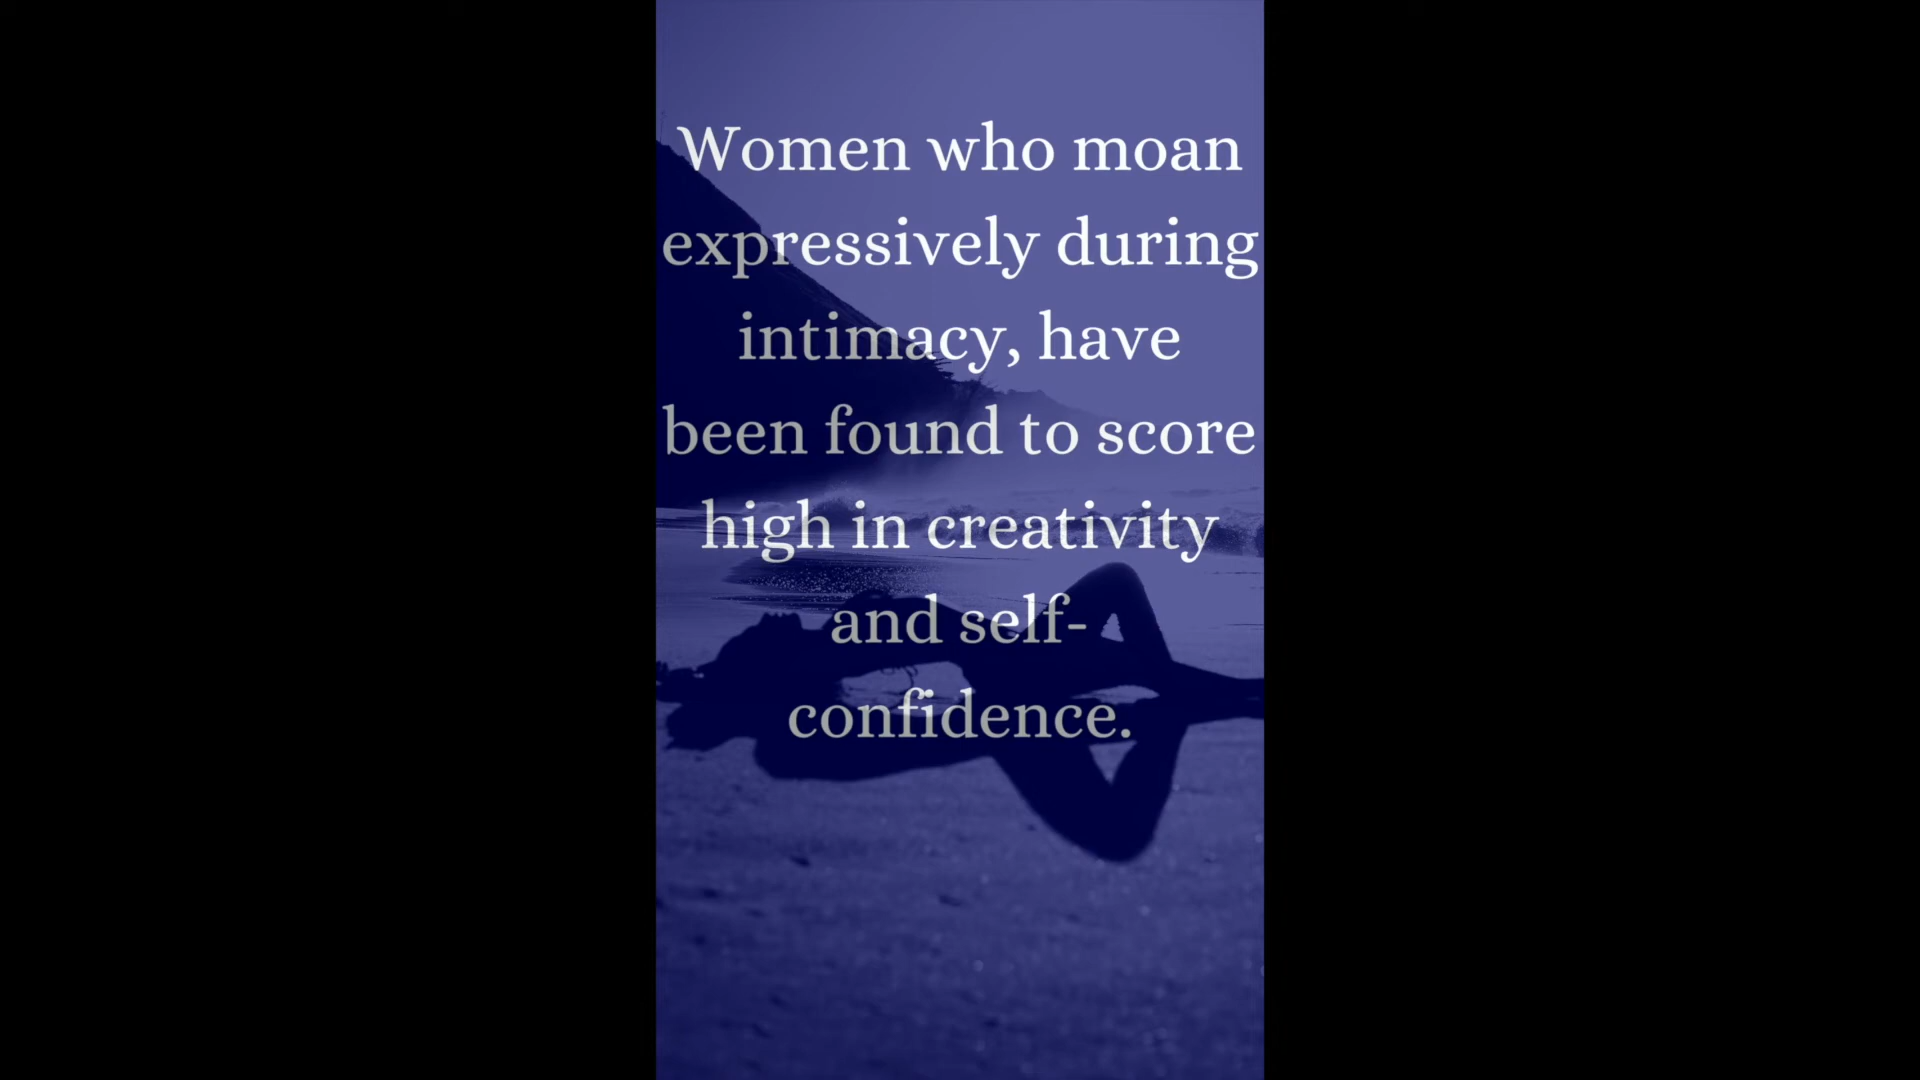 Women who moan
expressively during
intimacy, have
been found to score
high in creativity
and self-
confidence.